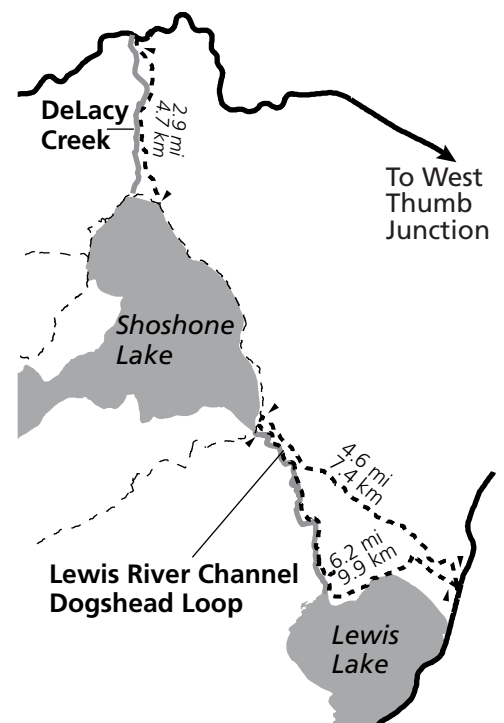 DeLacy
Creek
2.9 mi
4.7 km
To West
Thumb
Junction
Shoshone
Lake
4.6 mi
7.4 km
6.2 mi
9.9 km
Lewis River Channel
Dogshead Loop
Lewis
Lake